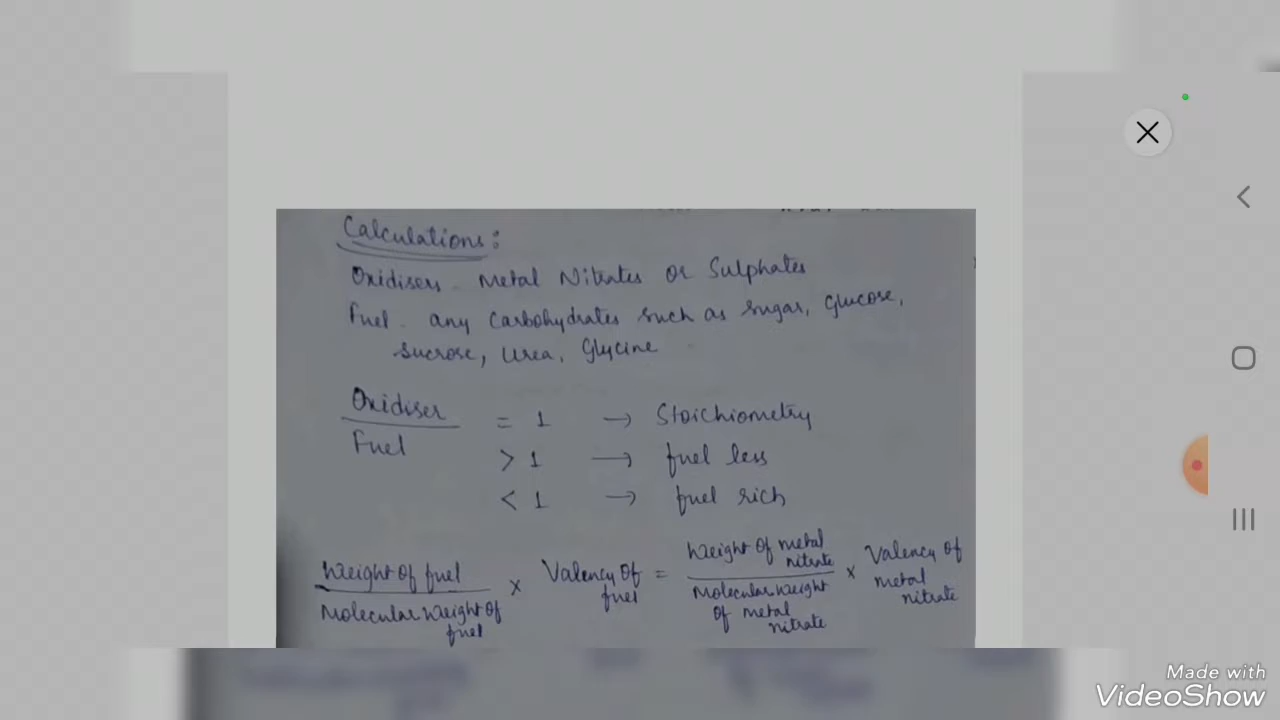 Calculations:
Oxidisers - Metal Nitrates or Sulphates
Fuel - any Carbohydrates such as sugar, Glucose,
Sucrose, Urea, Glycine
Oxidiser
Fuel
= 1 → Stoichiometry
> 1 → fuel less
< 1 → fuel rich
Weight of fuel
Molecular weight of fuel
× Valency of fuel =
Weight of metal nitrate
Molecular weight of metal nitrate
× Valency of metal nitrate
Made with
VideoShow